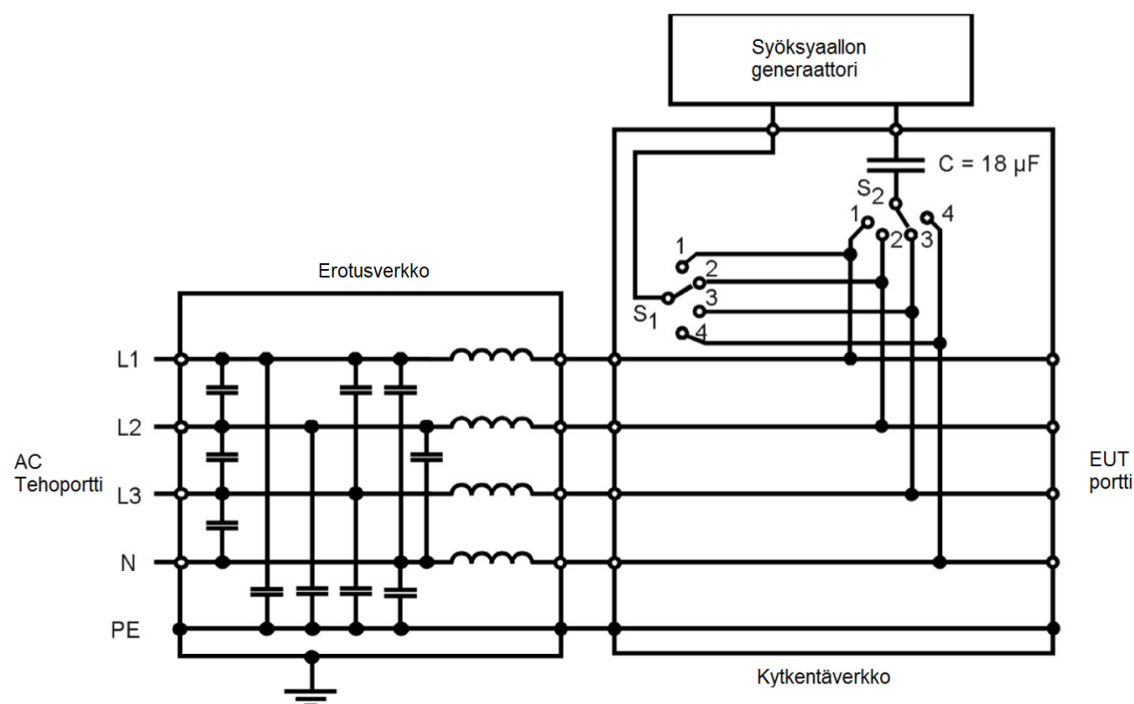 Syöksyaallon
generaattori
C = 18 µF
S2
1
2
3
4
Erotusverkko
1
2
3
4
S1
L1
L2
AC
Tehoportti
L3
N
PE
EUT
portti
Kytkentäverkko